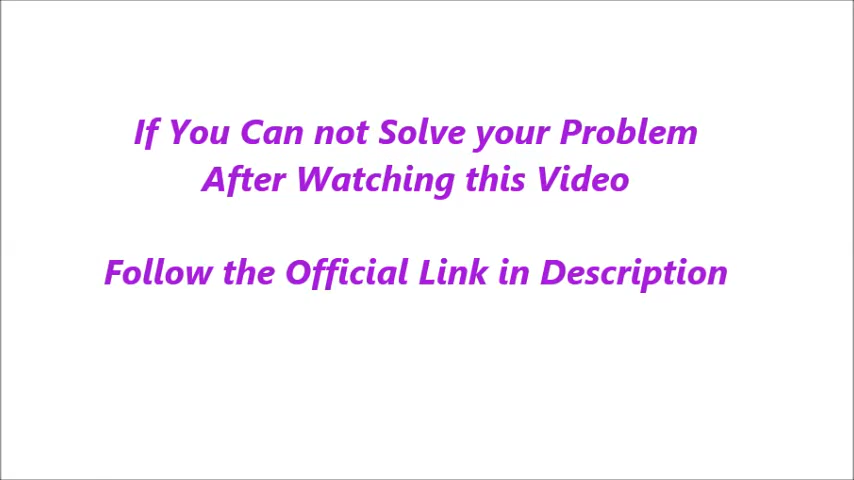 If You Can not Solve your Problem
After Watching this Video
Follow the Official Link in Description